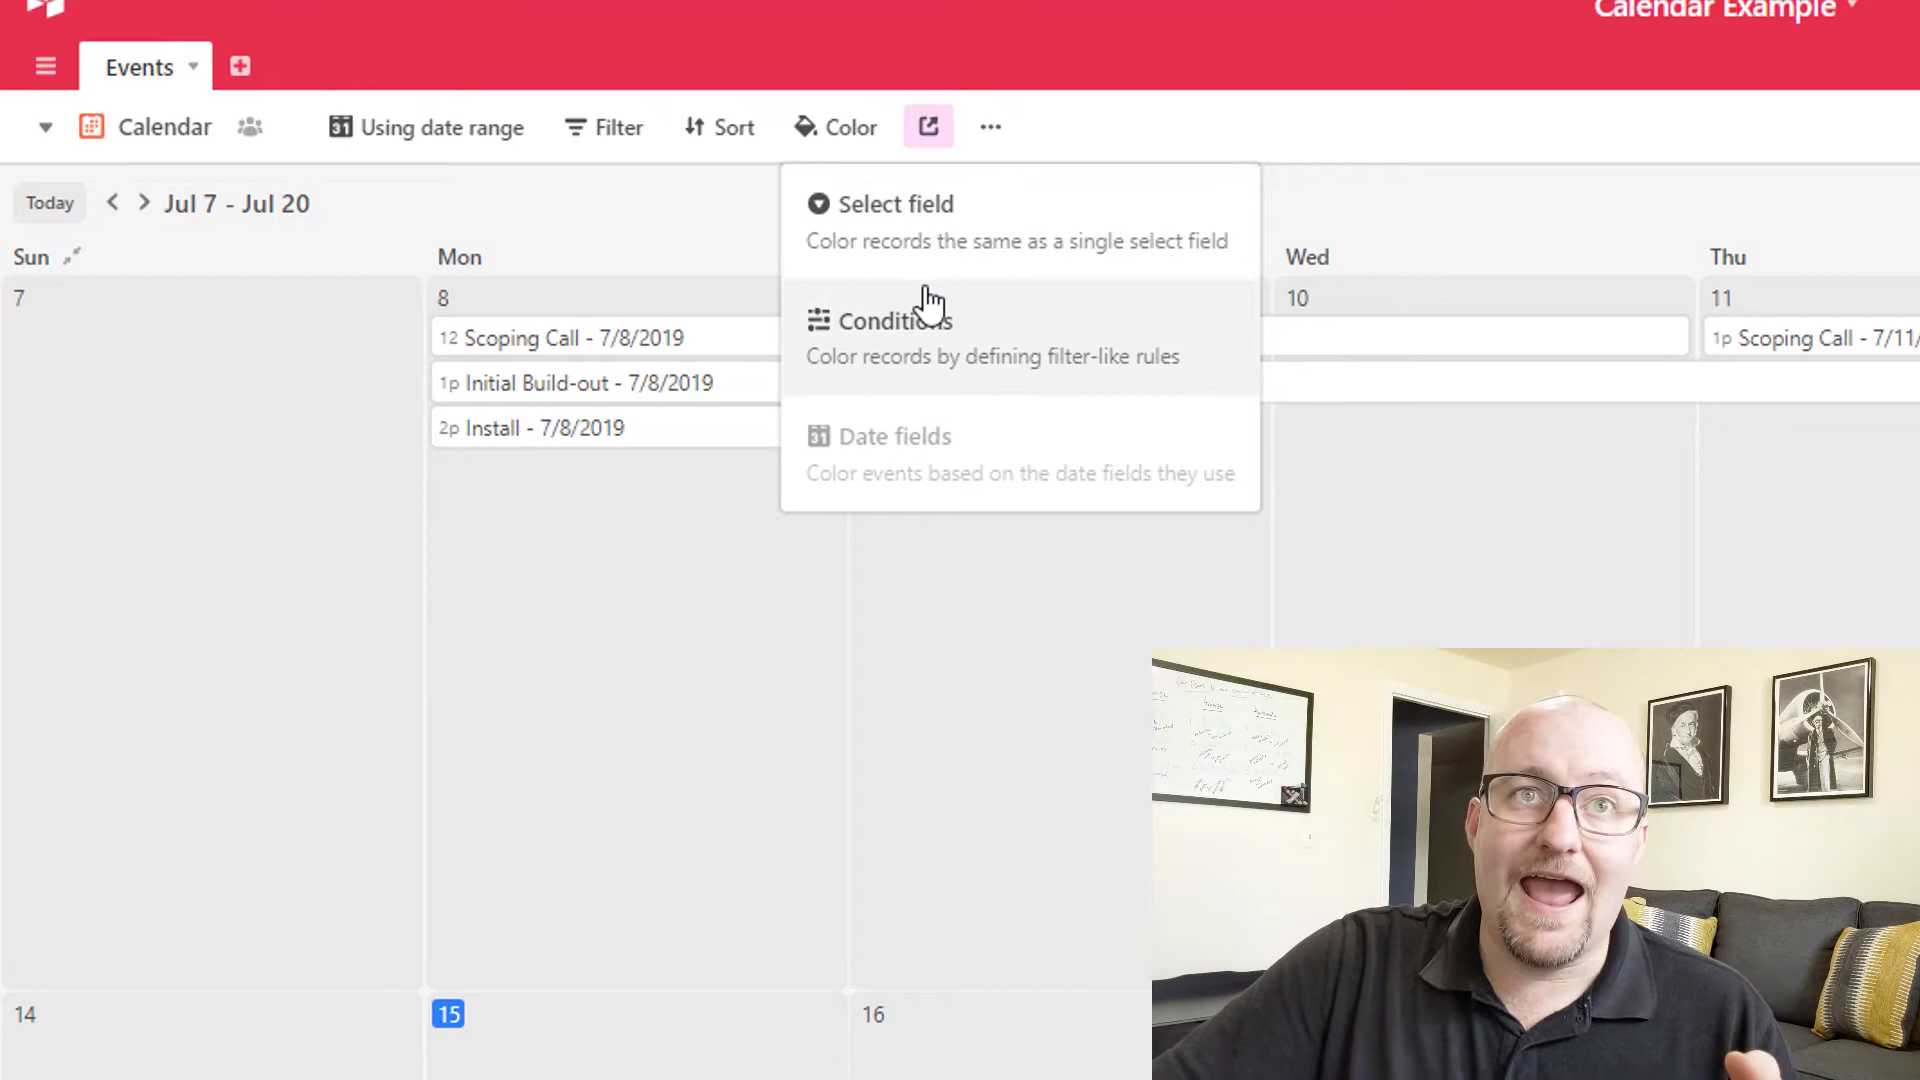 Calendar Example
Events
Calendar
31 Using date range
Filter
Sort
Color
Today
Jul 7 - Jul 20
Select field
Color records the same as a single select field
Conditions
Color records by defining filter-like rules
31 Date fields
Color events based on the date fields they use
Sun
Mon
Wed
Thu
7
8
10
11
12 Scoping Call - 7/8/2019
1p Scoping Call - 7/11/
1p Initial Build-out - 7/8/2019
2p Install - 7/8/2019
14
15
16